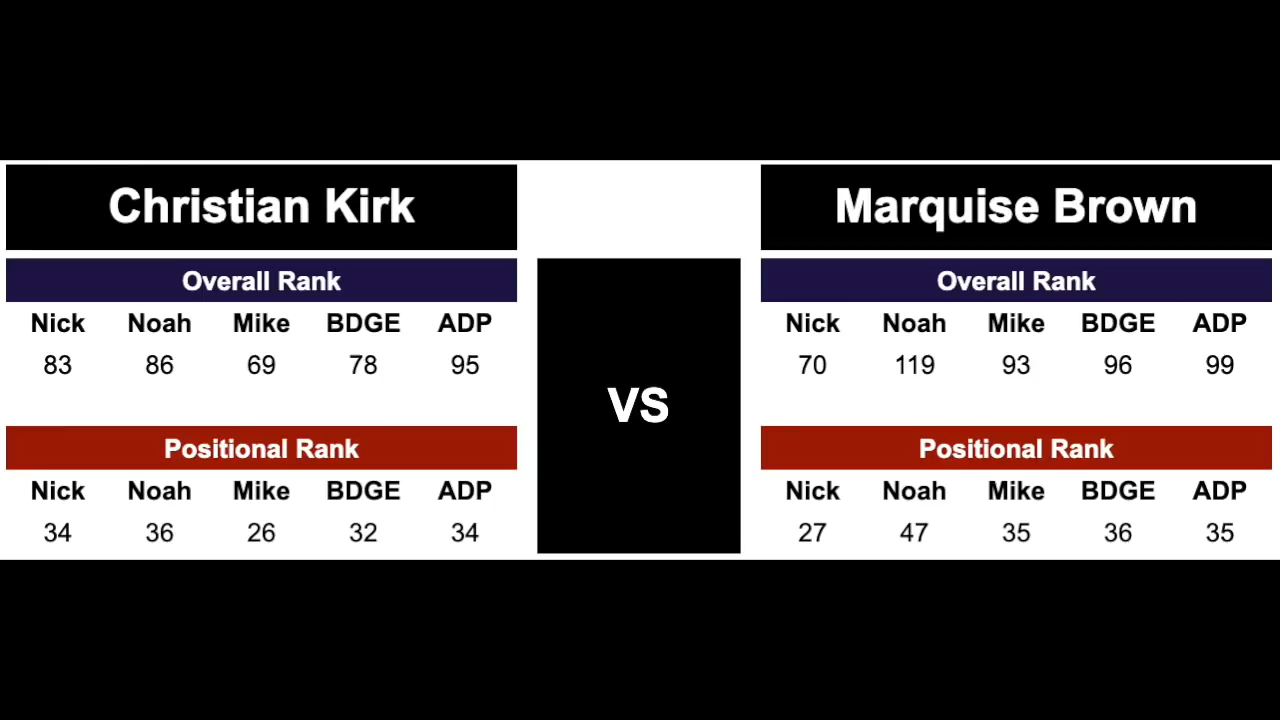 Christian Kirk
Overall Rank
Nick Noah Mike BDGE ADP
83 86 69 78 95
Positional Rank
Nick Noah Mike BDGE ADP
34 36 26 32 34
VS
Marquise Brown
Overall Rank
Nick Noah Mike BDGE ADP
70 119 93 96 99
Positional Rank
Nick Noah Mike BDGE ADP
27 47 35 36 35